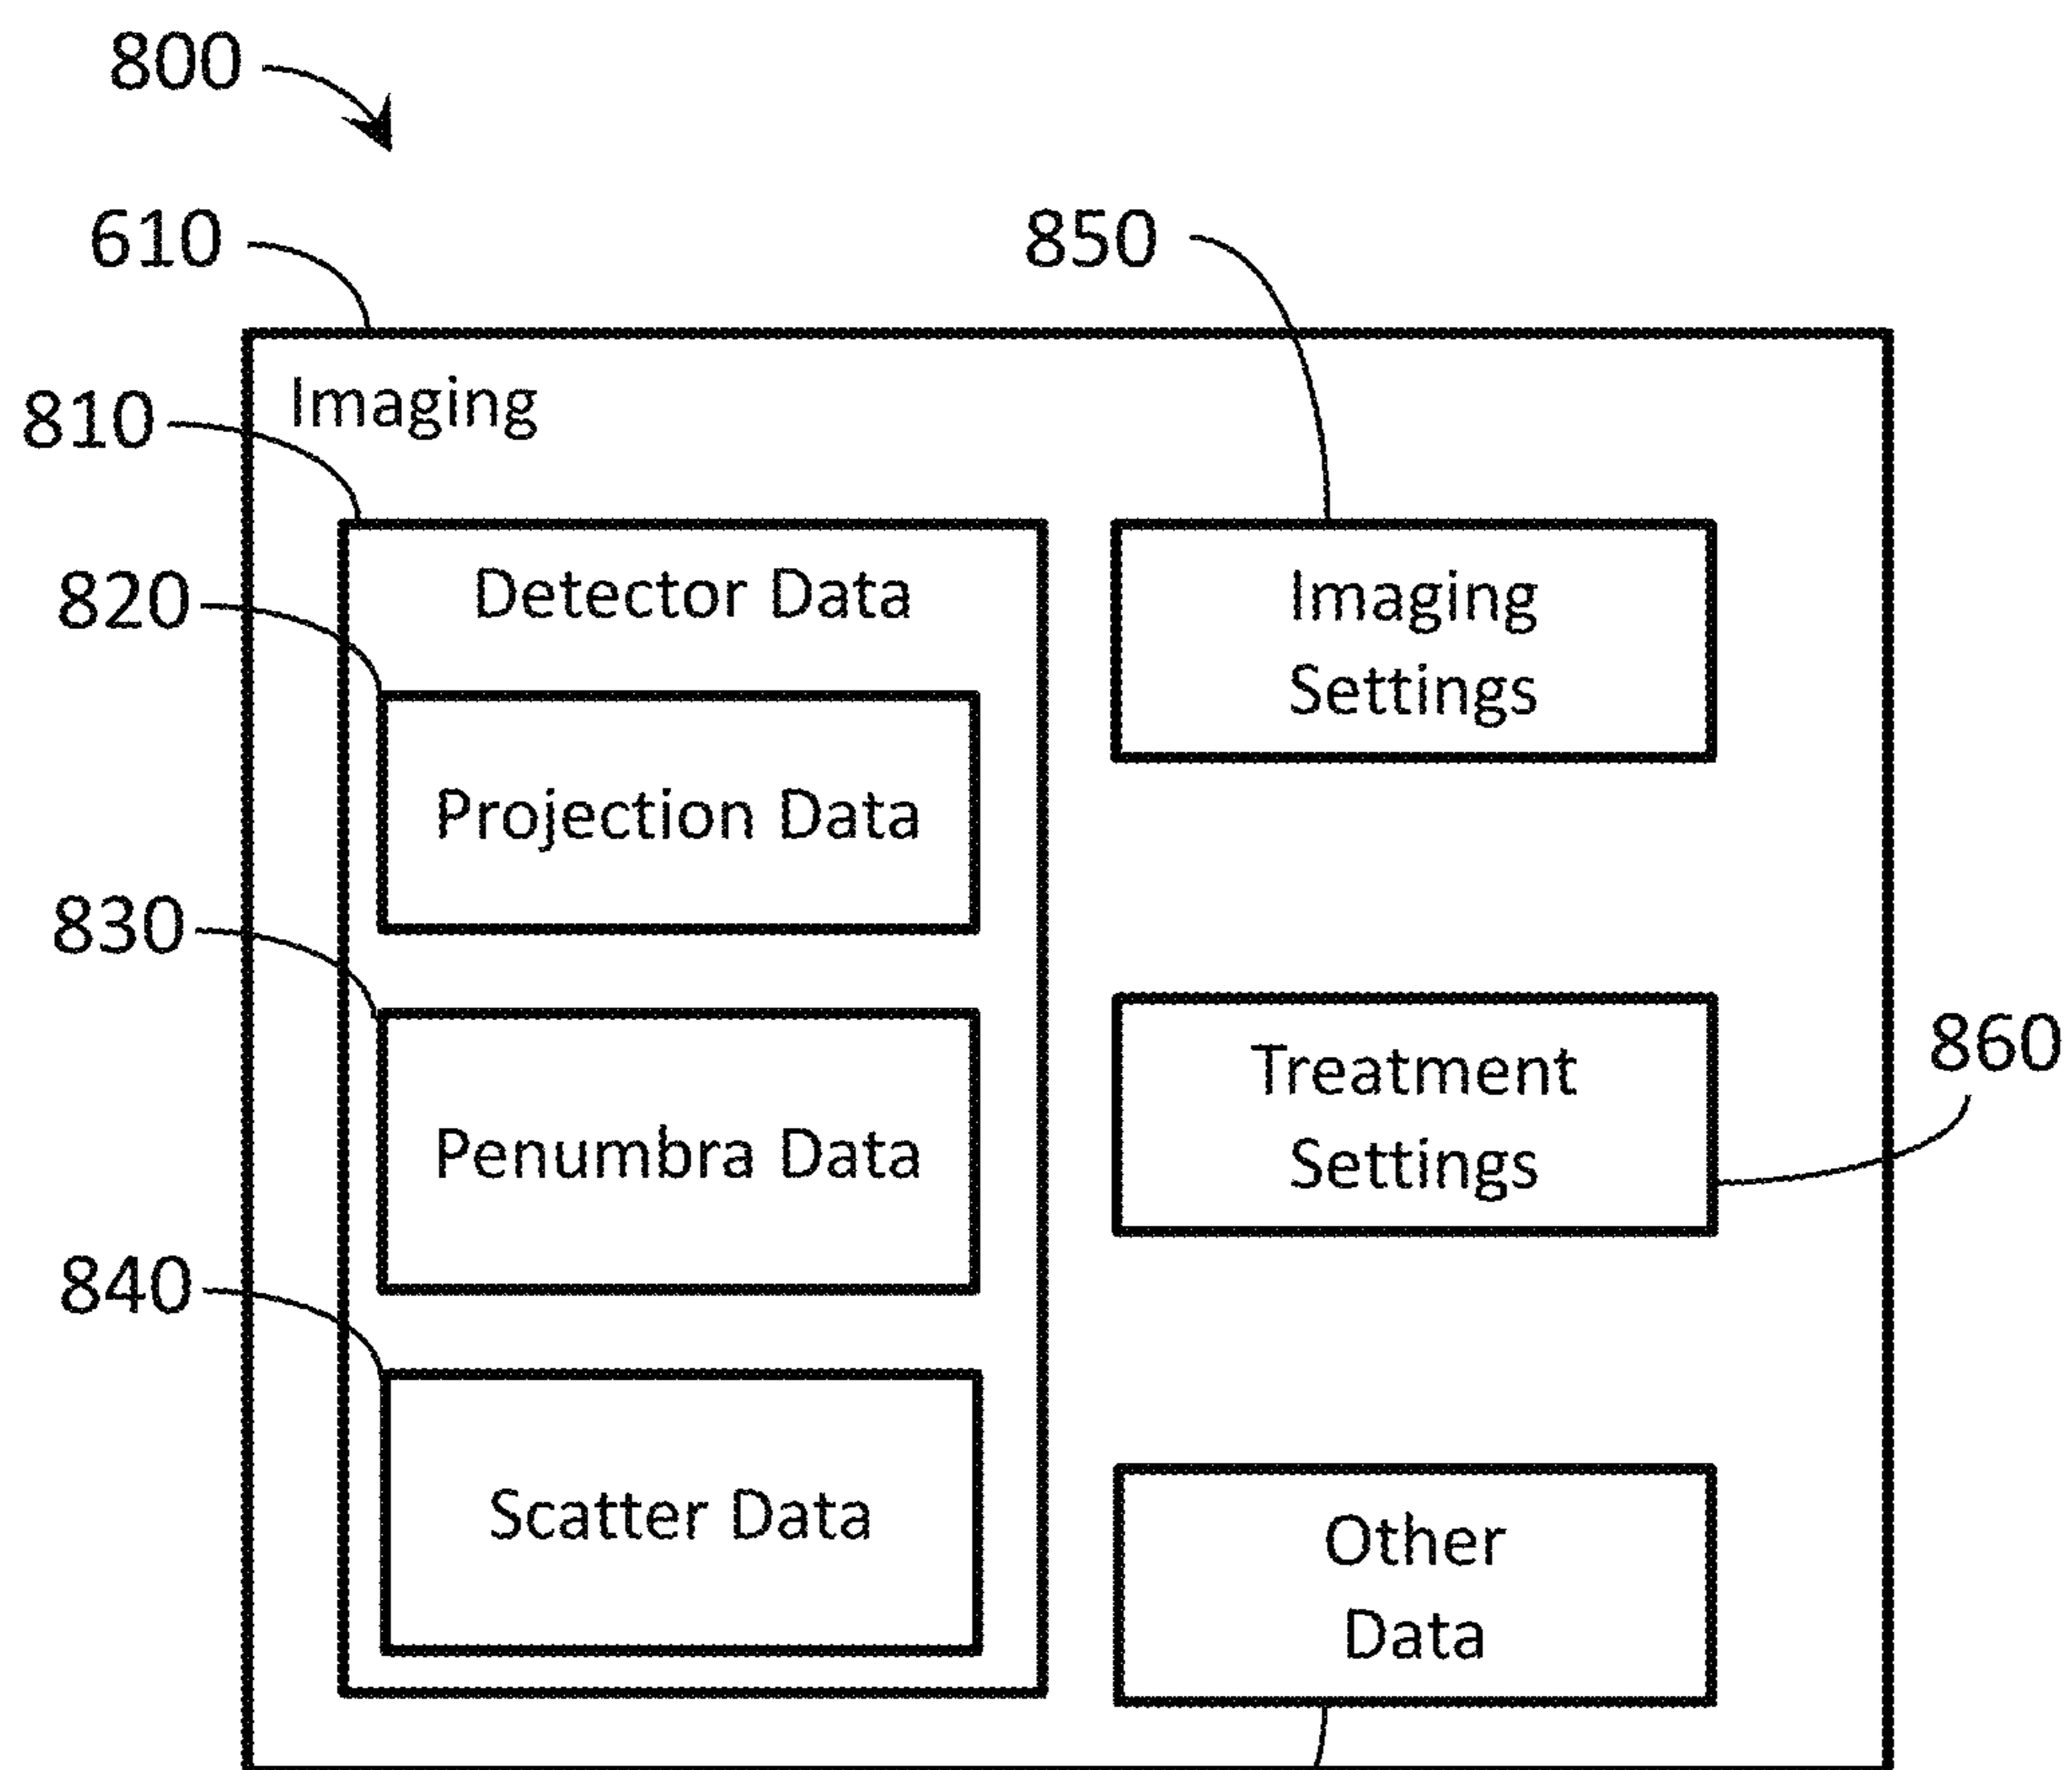 800
610
850
Imaging
810
Detector Data
820
Imaging
Settings
Projection Data
830
Treatment
Settings
860
Penumbra Data
840
Scatter Data
Other
Data